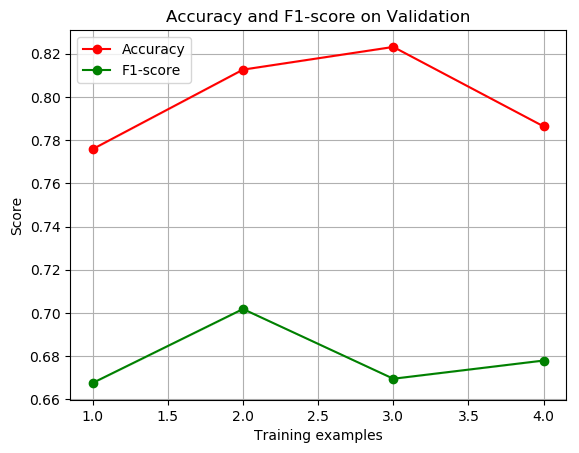 Accuracy and F1-score on Validation
Accuracy
F1-score
0.82
0.80
0.78
0.76
0.74
0.72
0.70
0.68
0.66
Score
1.0 1.5 2.0 2.5 3.0 3.5 4.0
Training examples